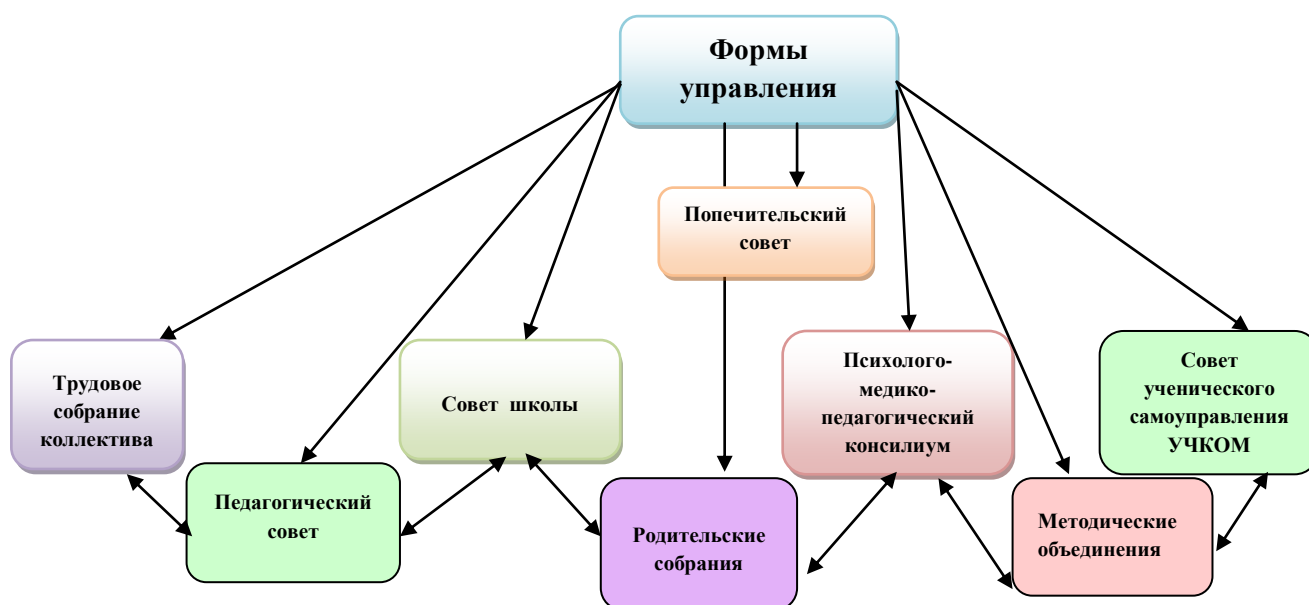 Формы
управления
Попечительский
совет
Трудовое
собрание
коллектива
Совет школы
Психолого-
медико-
педагогический
консилиум
Совет
ученического
самоуправления
УЧКОМ
Педагогический
совет
Родительские
собрания
Методические
объединения